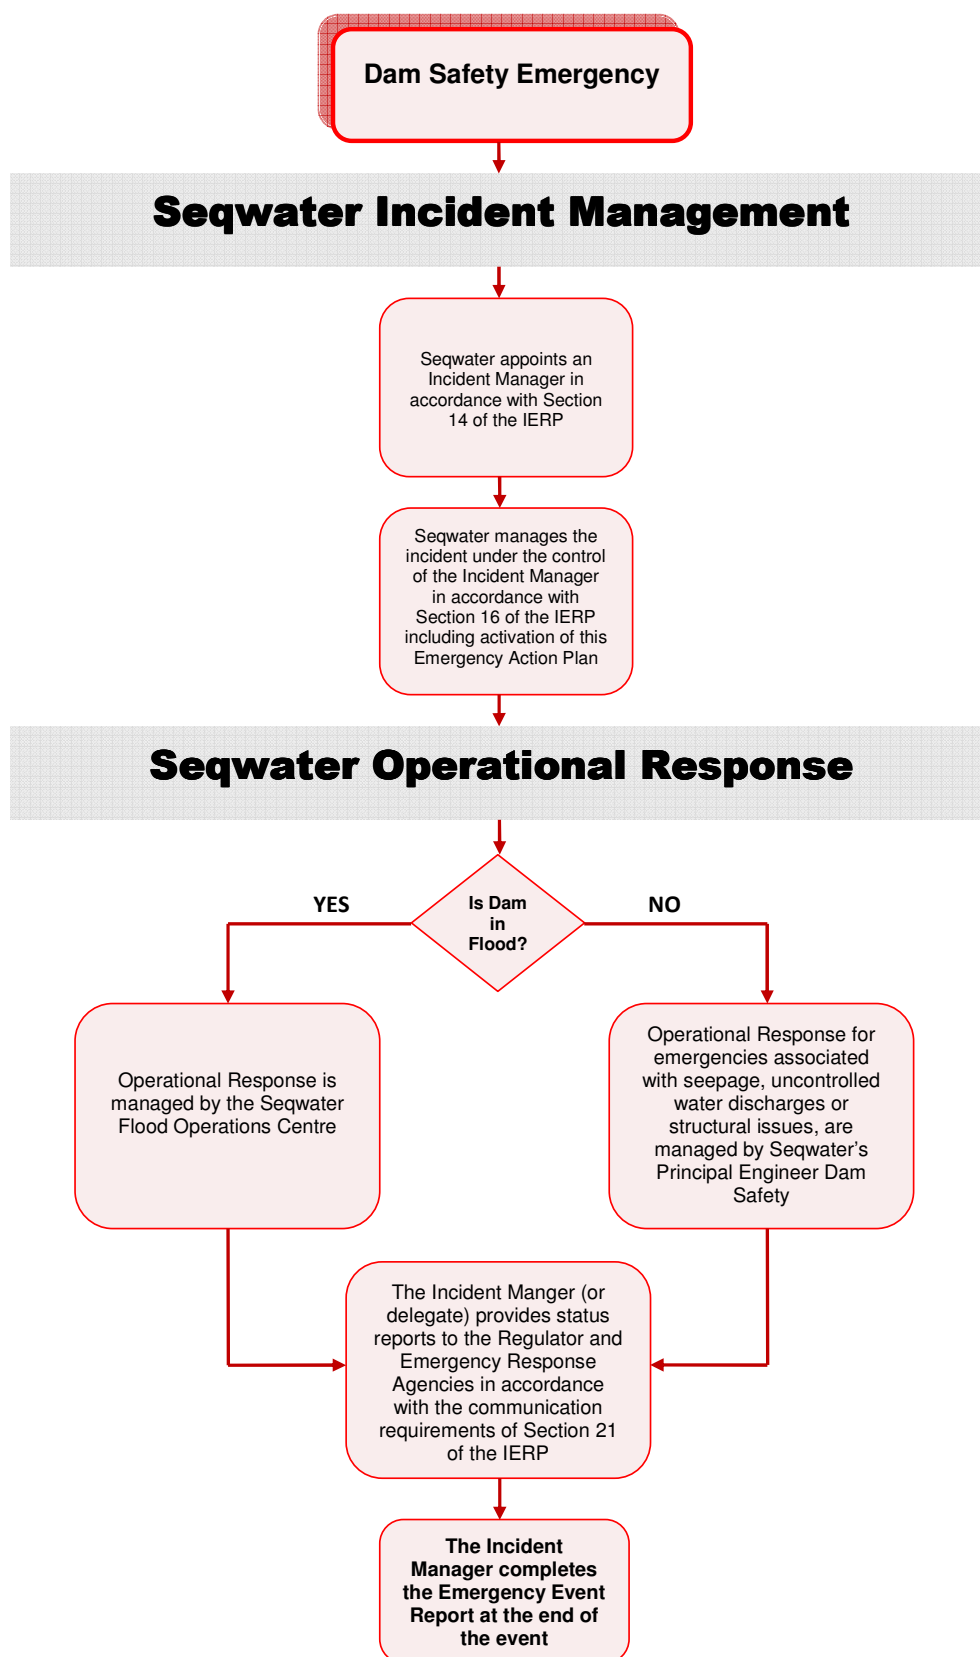 Dam Safety Emergency
Seqwater Incident Management
Seqwater appoints an
Incident Manager in
accordance with Section
14 of the IERP
Seqwater manages the
incident under the control
of the Incident Manager
in accordance with
Section 16 of the IERP
including activation of this
Emergency Action Plan
Seqwater Operational Response
YES
Is Dam
in
Flood?
NO
Operational Response is
managed by the Seqwater
Flood Operations Centre
Operational Response for
emergencies associated
with seepage, uncontrolled
water discharges or
structural issues, are
managed by Seqwater’s
Principal Engineer Dam
Safety
The Incident Manger (or
delegate) provides status
reports to the Regulator and
Emergency Response
Agencies in accordance
with the communication
requirements of Section 21
of the IERP
The Incident
Manager completes
the Emergency Event
Report at the end of
the event